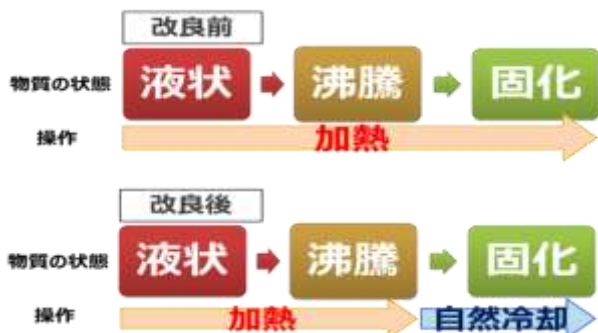 改良前
物質の状態 液状 沸騰 固化
操作 加熱
改良後
物質の状態 液状 沸騰 固化
操作 加熱 自然冷却